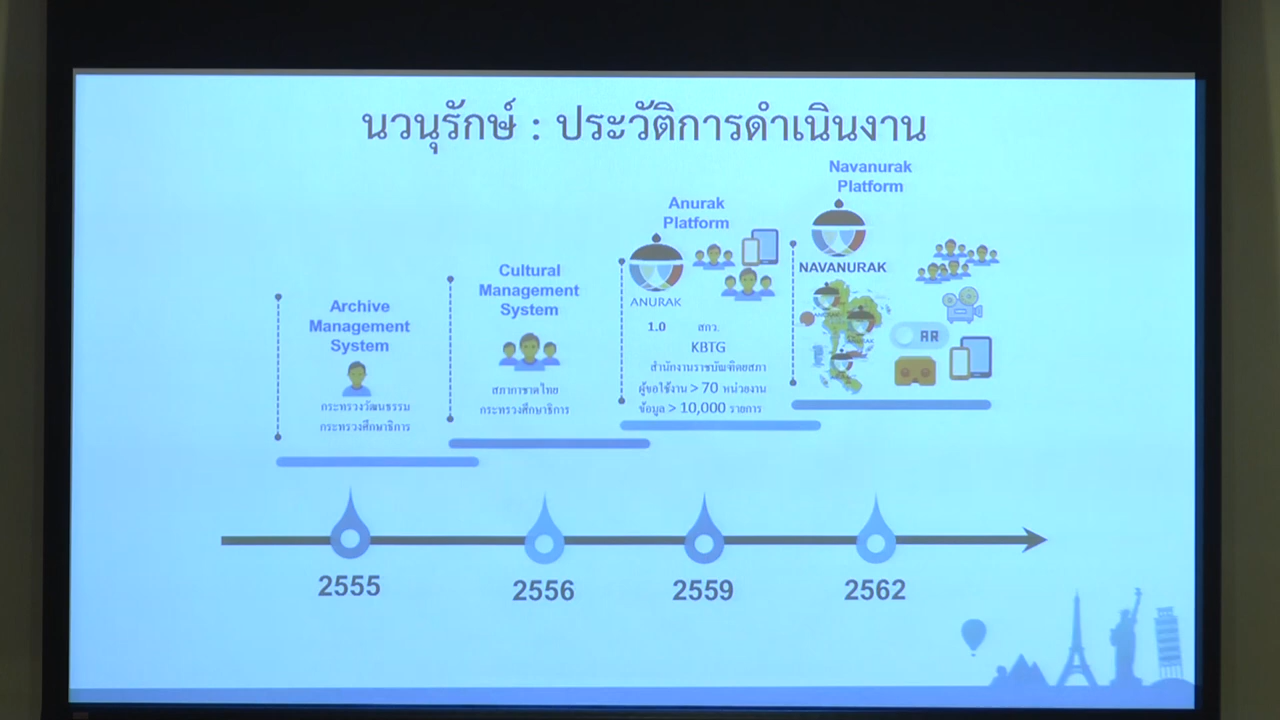 นวนุรักษ์ : ประวัติการดำเนินงาน
Archive
Management
System
กระทรวงวัฒนธรรม
กระทรวงศึกษาธิการ
Cultural
Management
System
สภากาชาดไทย
กระทรวงศึกษาธิการ
Anurak
Platform
ANURAK
1.0 สกว.
KBTG
สำนักงานราชบัณฑิตยสภา
ผู้ขอใช้งาน > 70 หน่วยงาน
ข้อมูล > 10,000 รายการ
Navanurak
Platform
NAVANURAK
AR
2555
2556
2559
2562